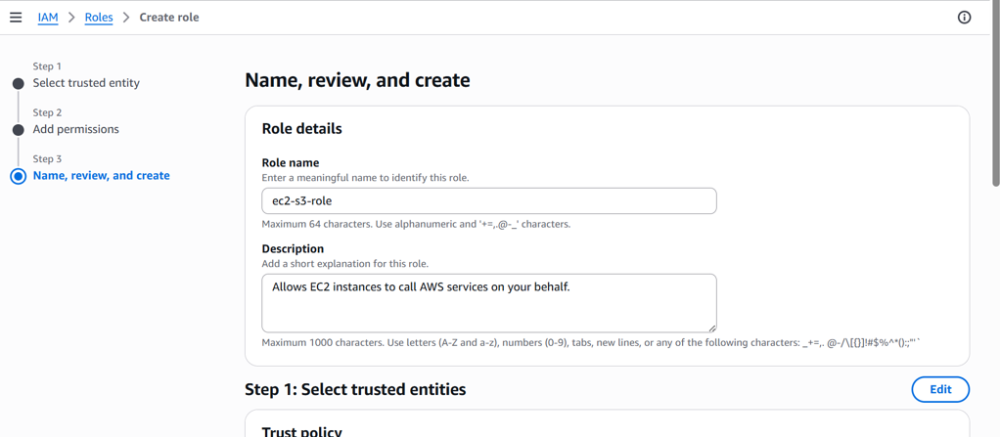 IAM > Roles > Create role
Step 1
Select trusted entity
Step 2
Add permissions
Step 3
Name, review, and create
Name, review, and create
Role details
Role name
Enter a meaningful name to identify this role.
ec2-s3-role
Maximum 64 characters. Use alphanumeric and '+=,.@-_' characters.
Description
Add a short explanation for this role.
Allows EC2 instances to call AWS services on your behalf.
Maximum 1000 characters. Use letters (A-Z and a-z), numbers (0-9), tabs, new lines, or any of the following characters: _+=,. @-/\[{}]!#$%^*();:"'`
Step 1: Select trusted entities
Edit
Trust policy